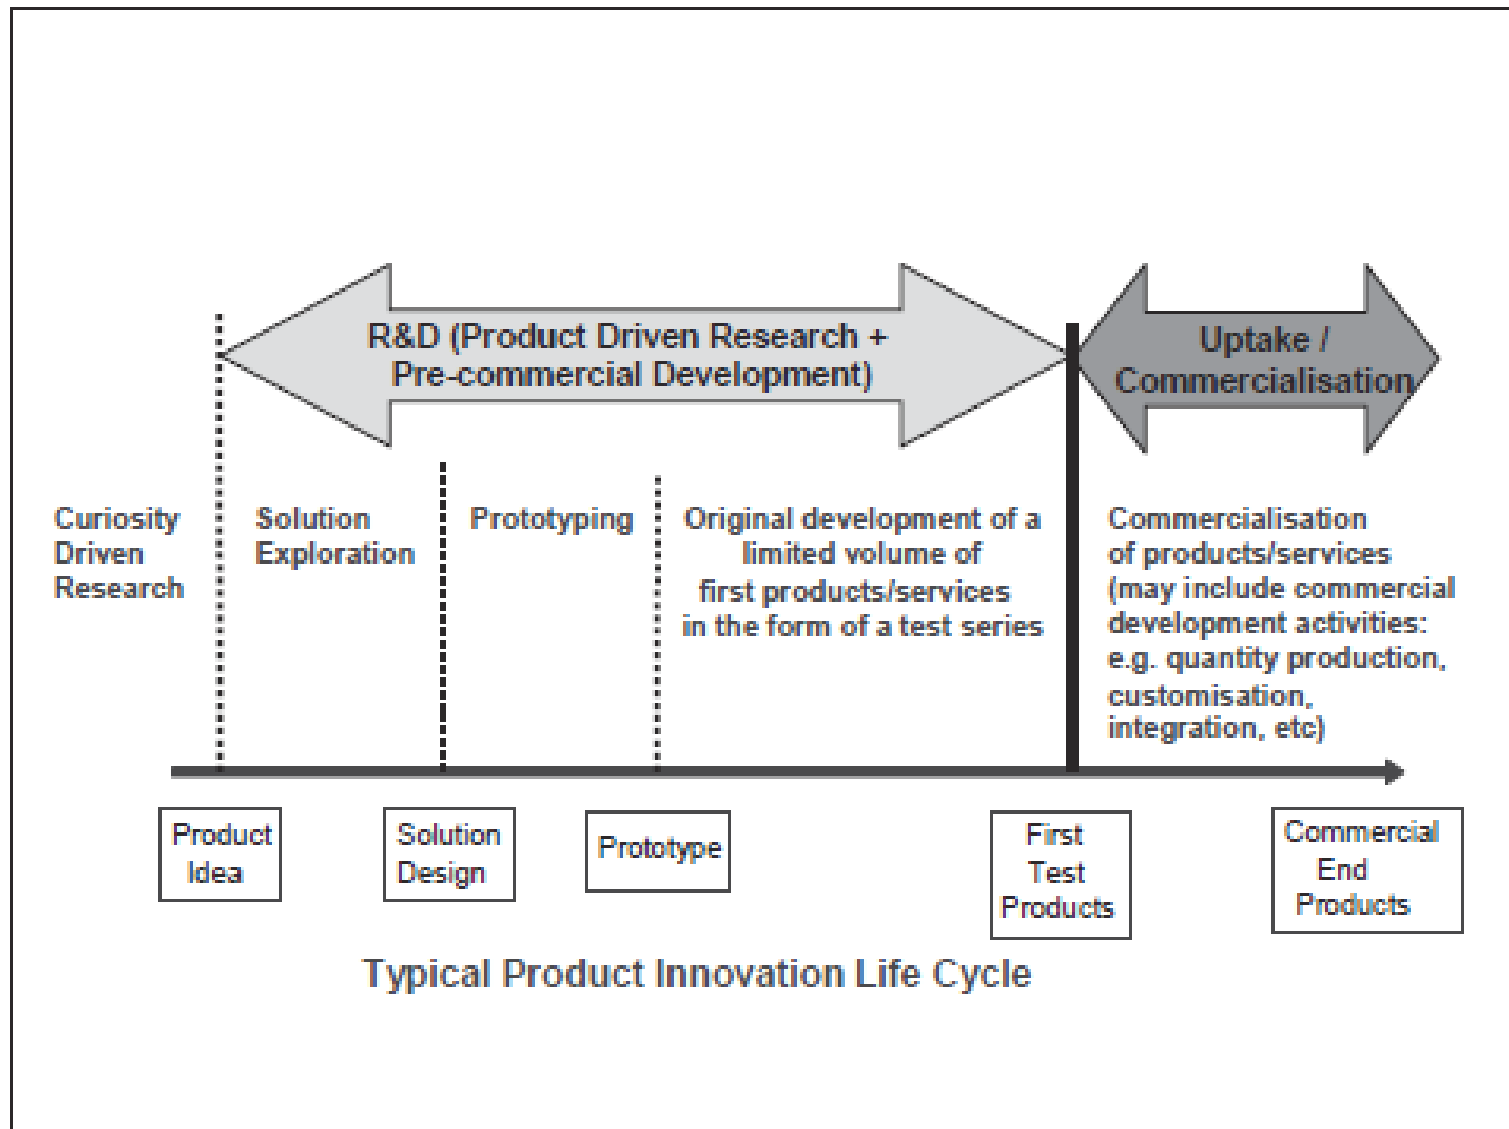 R&D (Product Driven Research +
Pre-commercial Development)
Uptake /
Commercialisation
Curiosity
Driven
Research
Solution
Exploration
Prototyping
Original development of a
limited volume of
first products/services
in the form of a test series
Commercialisation
of products/services
(may include commercial
development activities:
e.g. quantity production,
customisation,
integration, etc)
Product
Idea
Solution
Design
Prototype
First
Test
Products
Commercial
End
Products
Typical Product Innovation Life Cycle